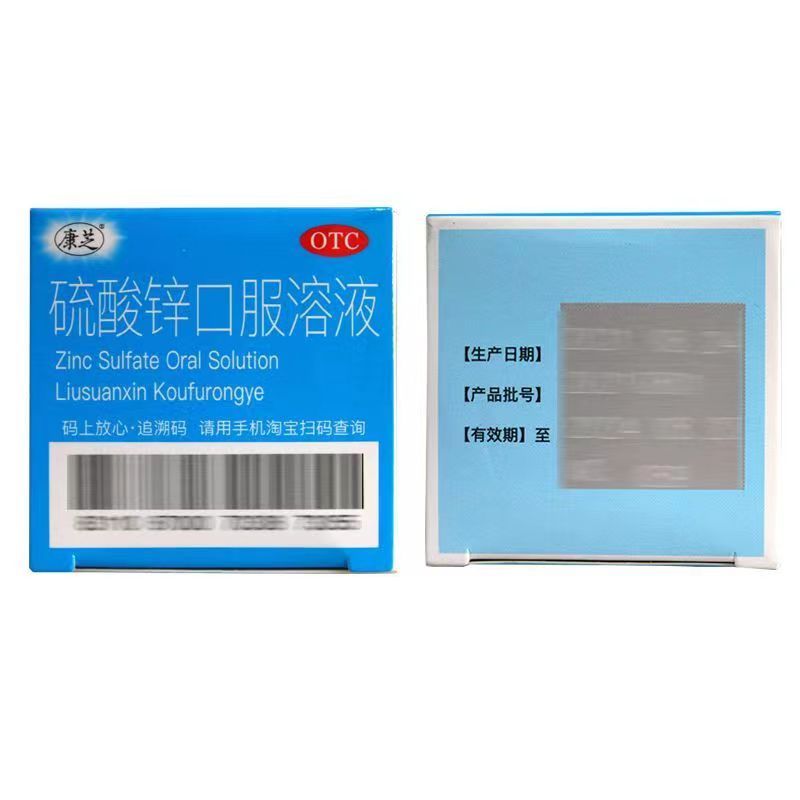 康芝®
OTC
硫酸锌口服溶液
Zinc Sulfate Oral Solution
Liusuanxin Koufurongye
码上放心·追溯码 请用手机淘宝扫码查询
【生产日期】
【产品批号】
【有效期】至